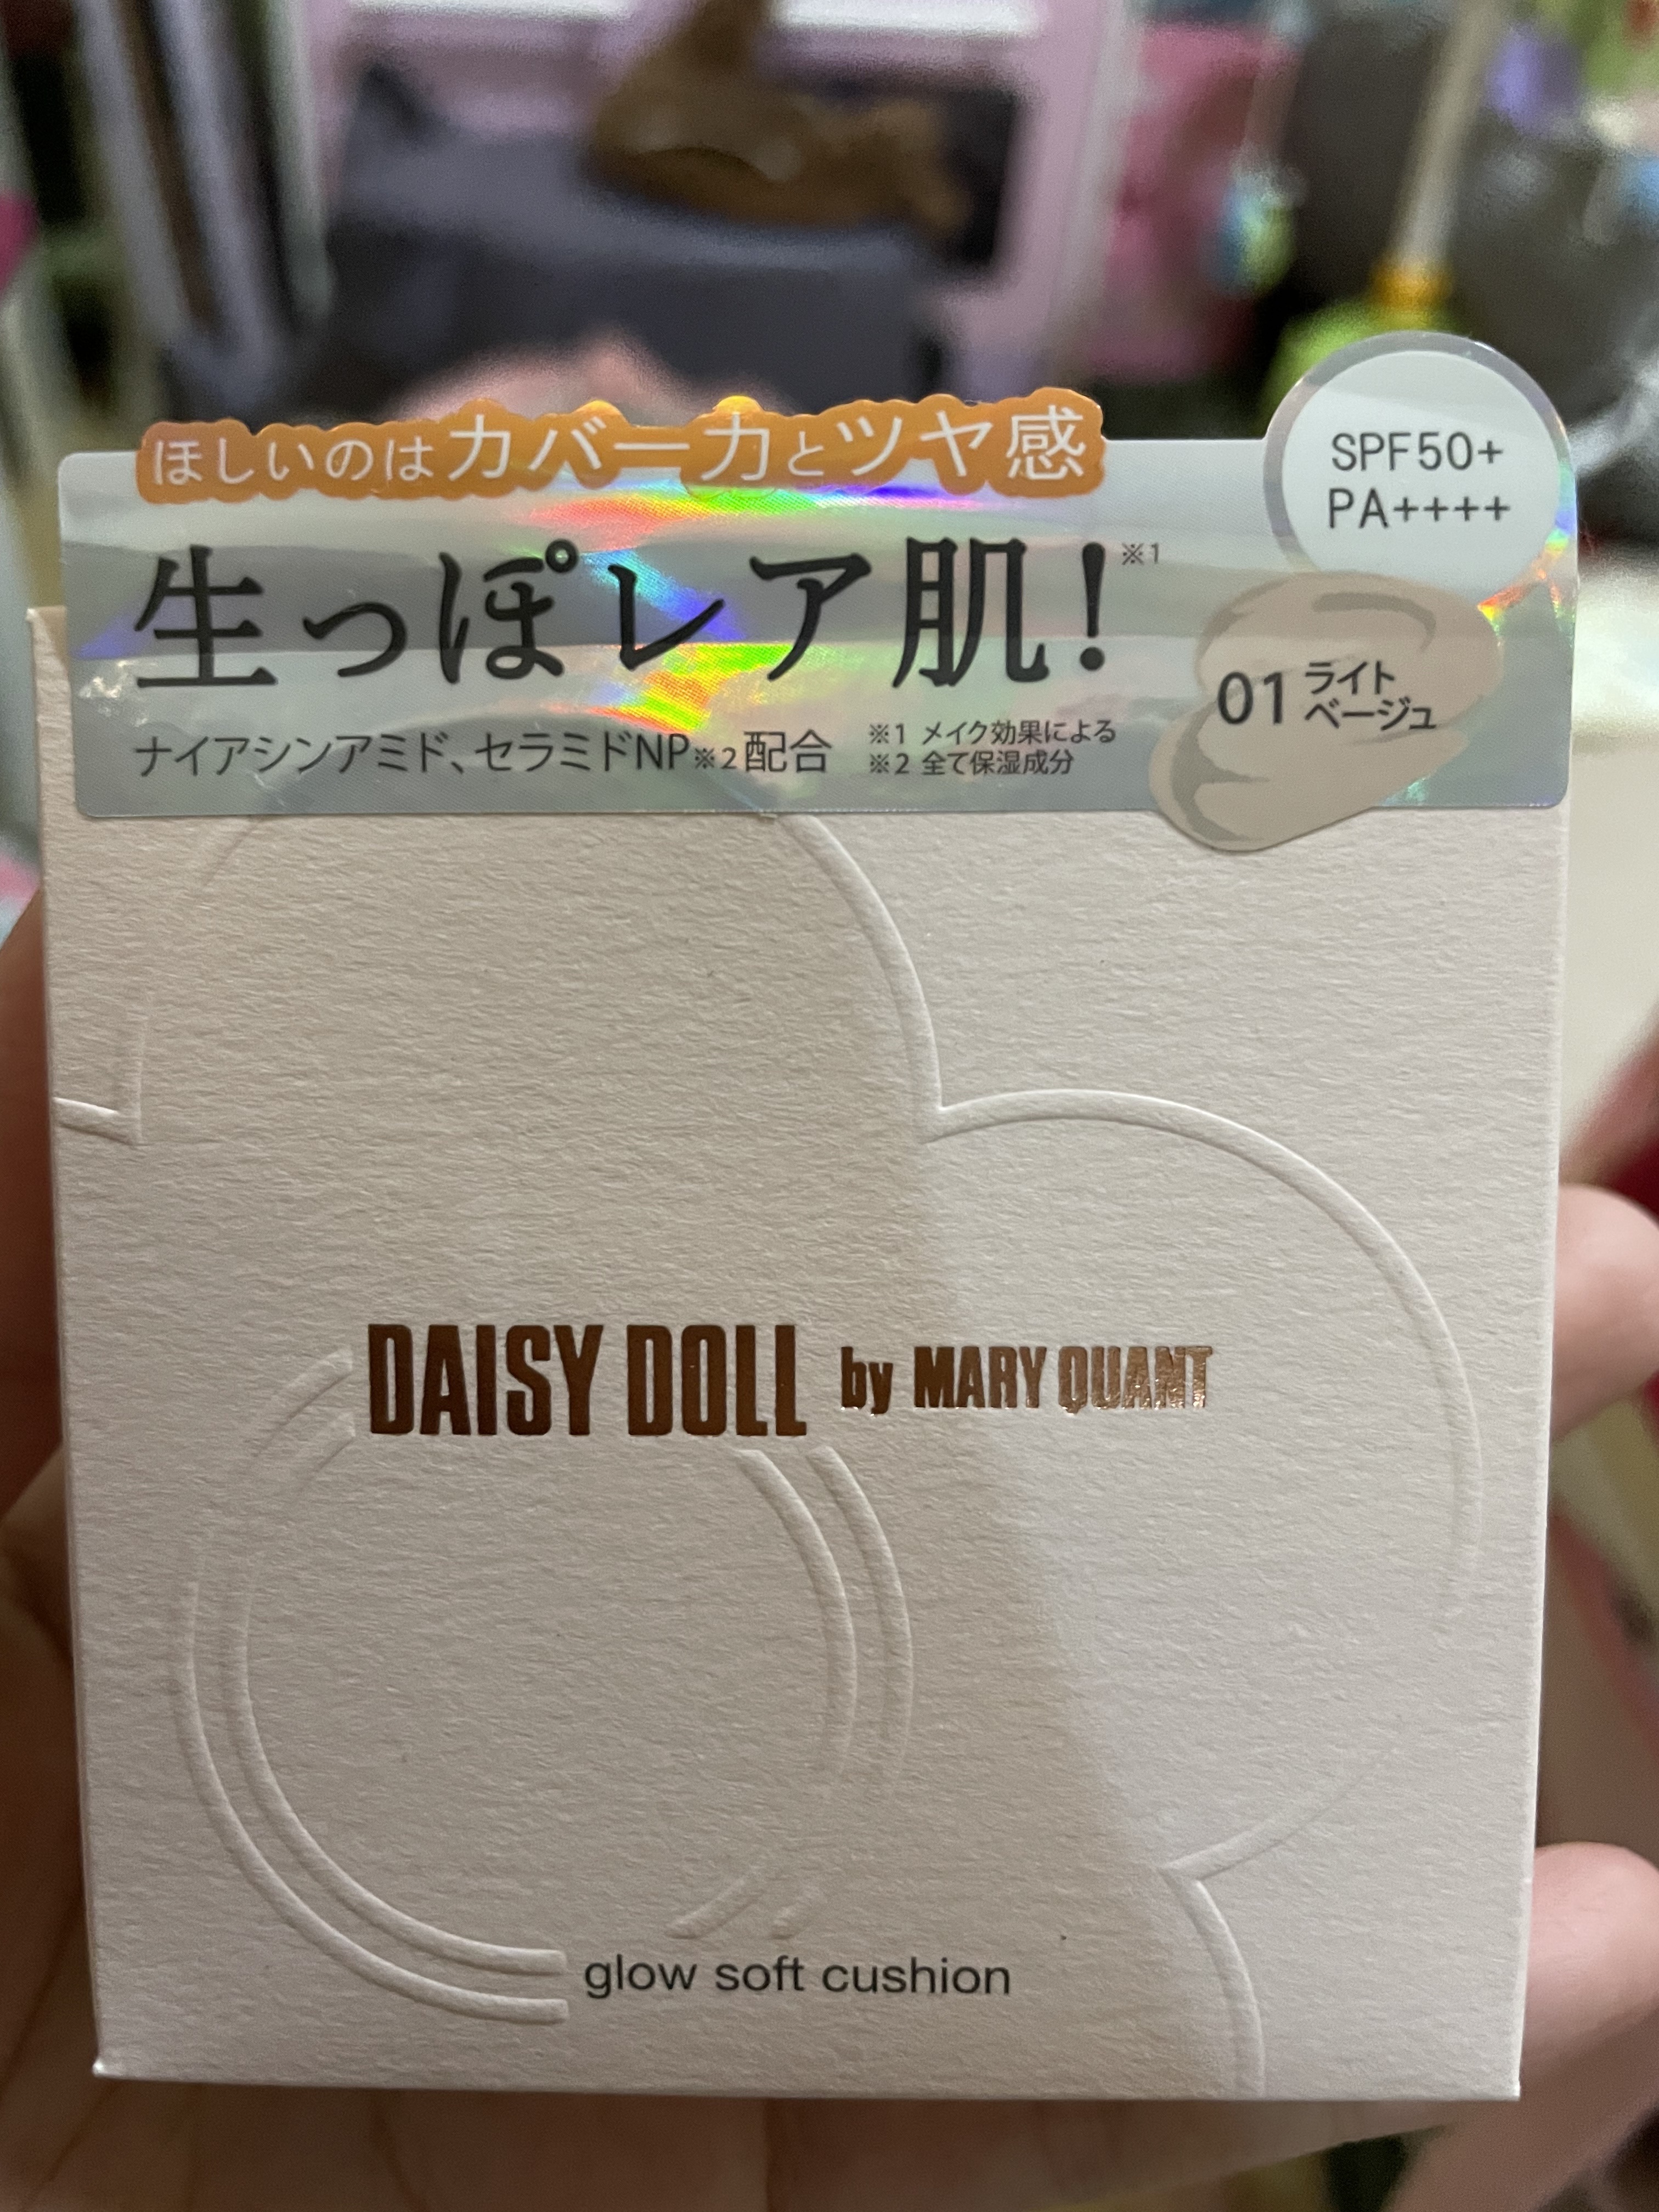 ほしいのはカバー力とツヤ感
SPF50+
PA++++
生っぽレア肌!※1
01 ライト
ベージュ
ナイアシンアミド、セラミドNP※2配合
※1 メイク効果による
※2 全て保湿成分
DAISY DOLL by MARY QUANT
glow soft cushion